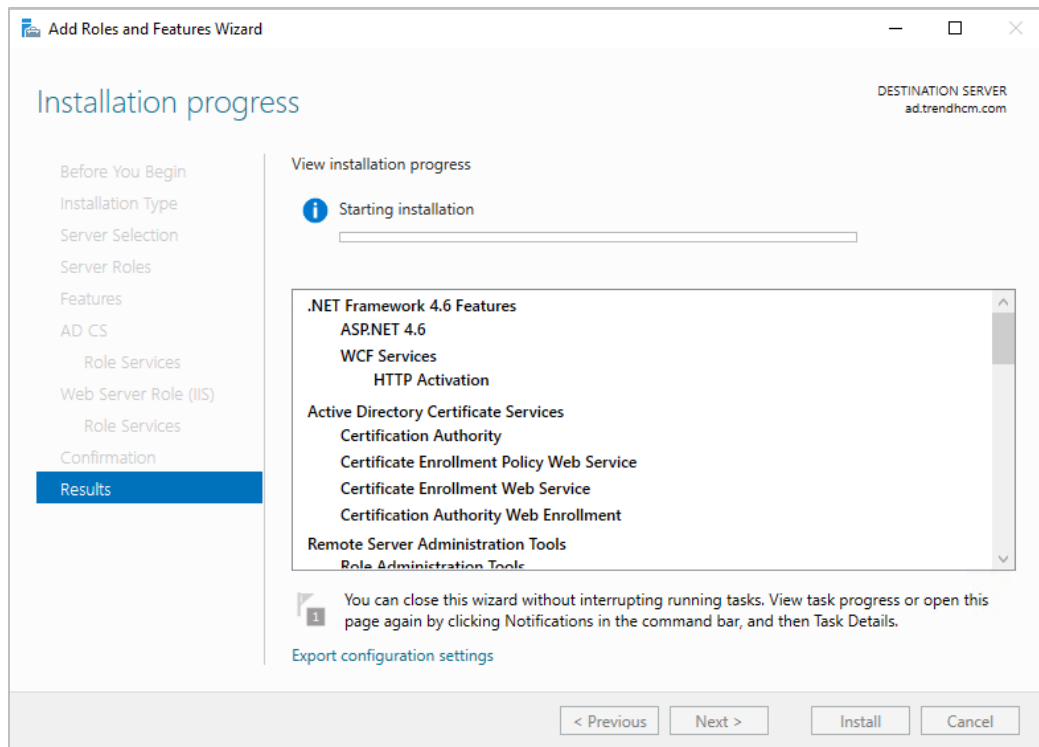 Add Roles and Features Wizard
Installation progress
DESTINATION SERVER
ad.trendhcm.com
Before You Begin
Installation Type
Server Selection
Server Roles
Features
AD CS
Role Services
Web Server Role (IIS)
Role Services
Confirmation
Results
View installation progress
Starting installation
.NET Framework 4.6 Features
ASP.NET 4.6
WCF Services
HTTP Activation
Active Directory Certificate Services
Certification Authority
Certificate Enrollment Policy Web Service
Certificate Enrollment Web Service
Certification Authority Web Enrollment
Remote Server Administration Tools
Role Administration Tools
1
You can close this wizard without interrupting running tasks. View task progress or open this
page again by clicking Notifications in the command bar, and then Task Details.
Export configuration settings
< Previous
Next >
Install
Cancel